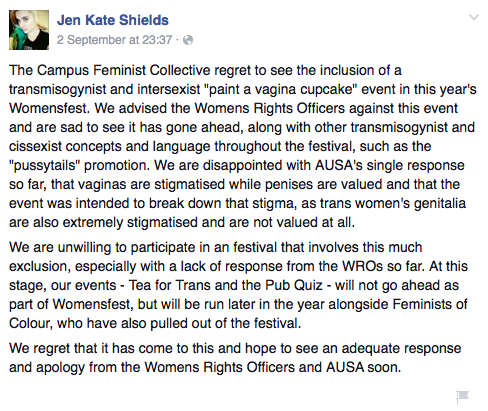 Jen Kate Shields
2 September at 23:37 ·
The Campus Feminist Collective regret to see the inclusion of a
transmisogynist and intersexist "paint a vagina cupcake" event in this year's
Womensfest. We advised the Womens Rights Officers against this event
and are sad to see it has gone ahead, along with other transmisogynist and
cissexist concepts and language throughout the festival, such as the
"pussytails" promotion. We are disappointed with AUSA's single response
so far, that vaginas are stigmatised while penises are valued and that the
event was intended to break down that stigma, as trans women's genitalia
are also extremely stigmatised and are not valued at all.
We are unwilling to participate in an festival that involves this much
exclusion, especially with a lack of response from the WROs so far. At this
stage, our events - Tea for Trans and the Pub Quiz - will not go ahead as
part of Womensfest, but will be run later in the year alongside Feminists of
Colour, who have also pulled out of the festival.
We regret that it has come to this and hope to see an adequate response
and apology from the Womens Rights Officers and AUSA soon.